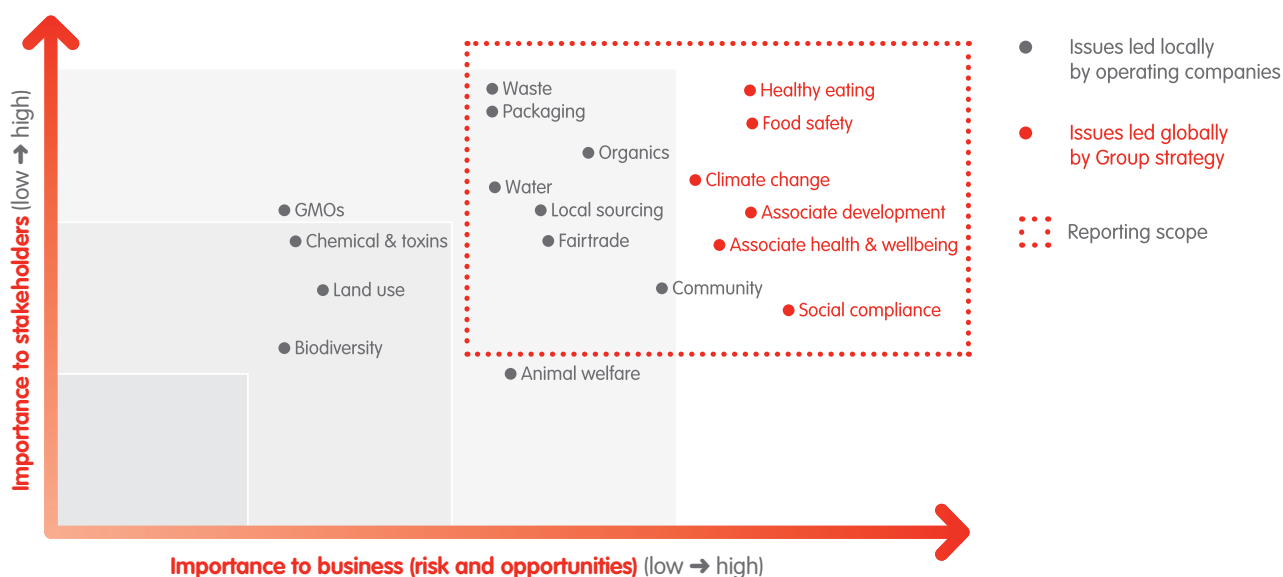 Importance to stakeholders (low ➔ high)
Waste
Packaging
Organics
Water
Local sourcing
Fairtrade
GMOs
Chemical & toxins
Land use
Biodiversity
Community
Animal welfare
Healthy eating
Food safety
Climate change
Associate development
Associate health & wellbeing
Social compliance
Importance to business (risk and opportunities) (low ➔ high)
Issues led locally
by operating companies
Issues led globally
by Group strategy
Reporting scope